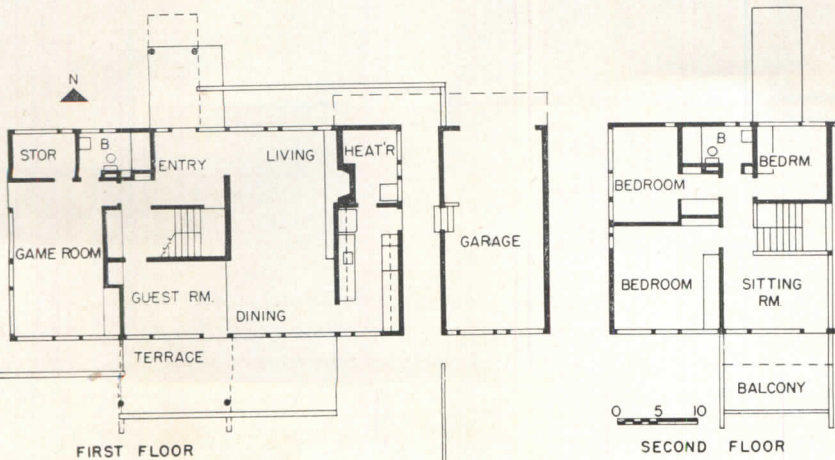 N
STOR
B
ENTRY
LIVING
HEAT'R
GAME ROOM
GARAGE
GUEST RM.
DINING
TERRACE
FIRST FLOOR
B
BEDRM.
BEDROOM
BEDROOM
SITTING
RM.
BALCONY
0 5 10
SECOND FLOOR